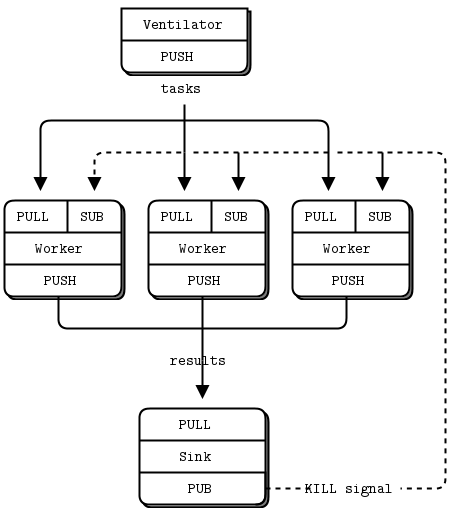 Ventilator
PUSH
tasks
PULL SUB PULL SUB PULL SUB
Worker Worker Worker
PUSH PUSH PUSH
results
PULL
Sink
PUB KILL signal